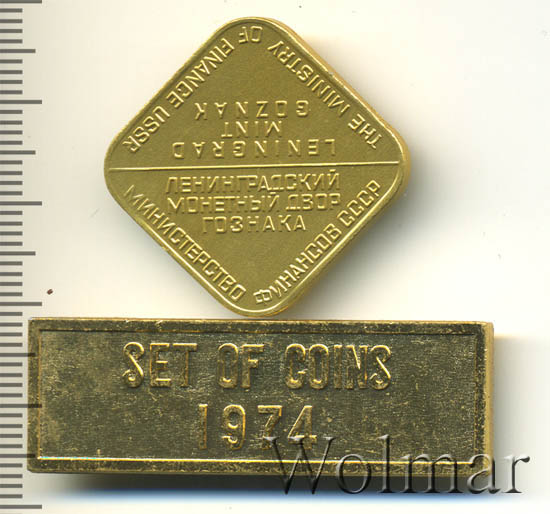 THE MINISTRY OF FINANCE USSR
LENINGRAD
MINT
GOZNAK
ЛЕНИНГРАДСКИЙ
МОНЕТНЫЙ ДВОР
ГОЗНАКА
МИНИСТЕРСТВО ФИНАНСОВ СССР
SET OF COINS
1974
Wolmar